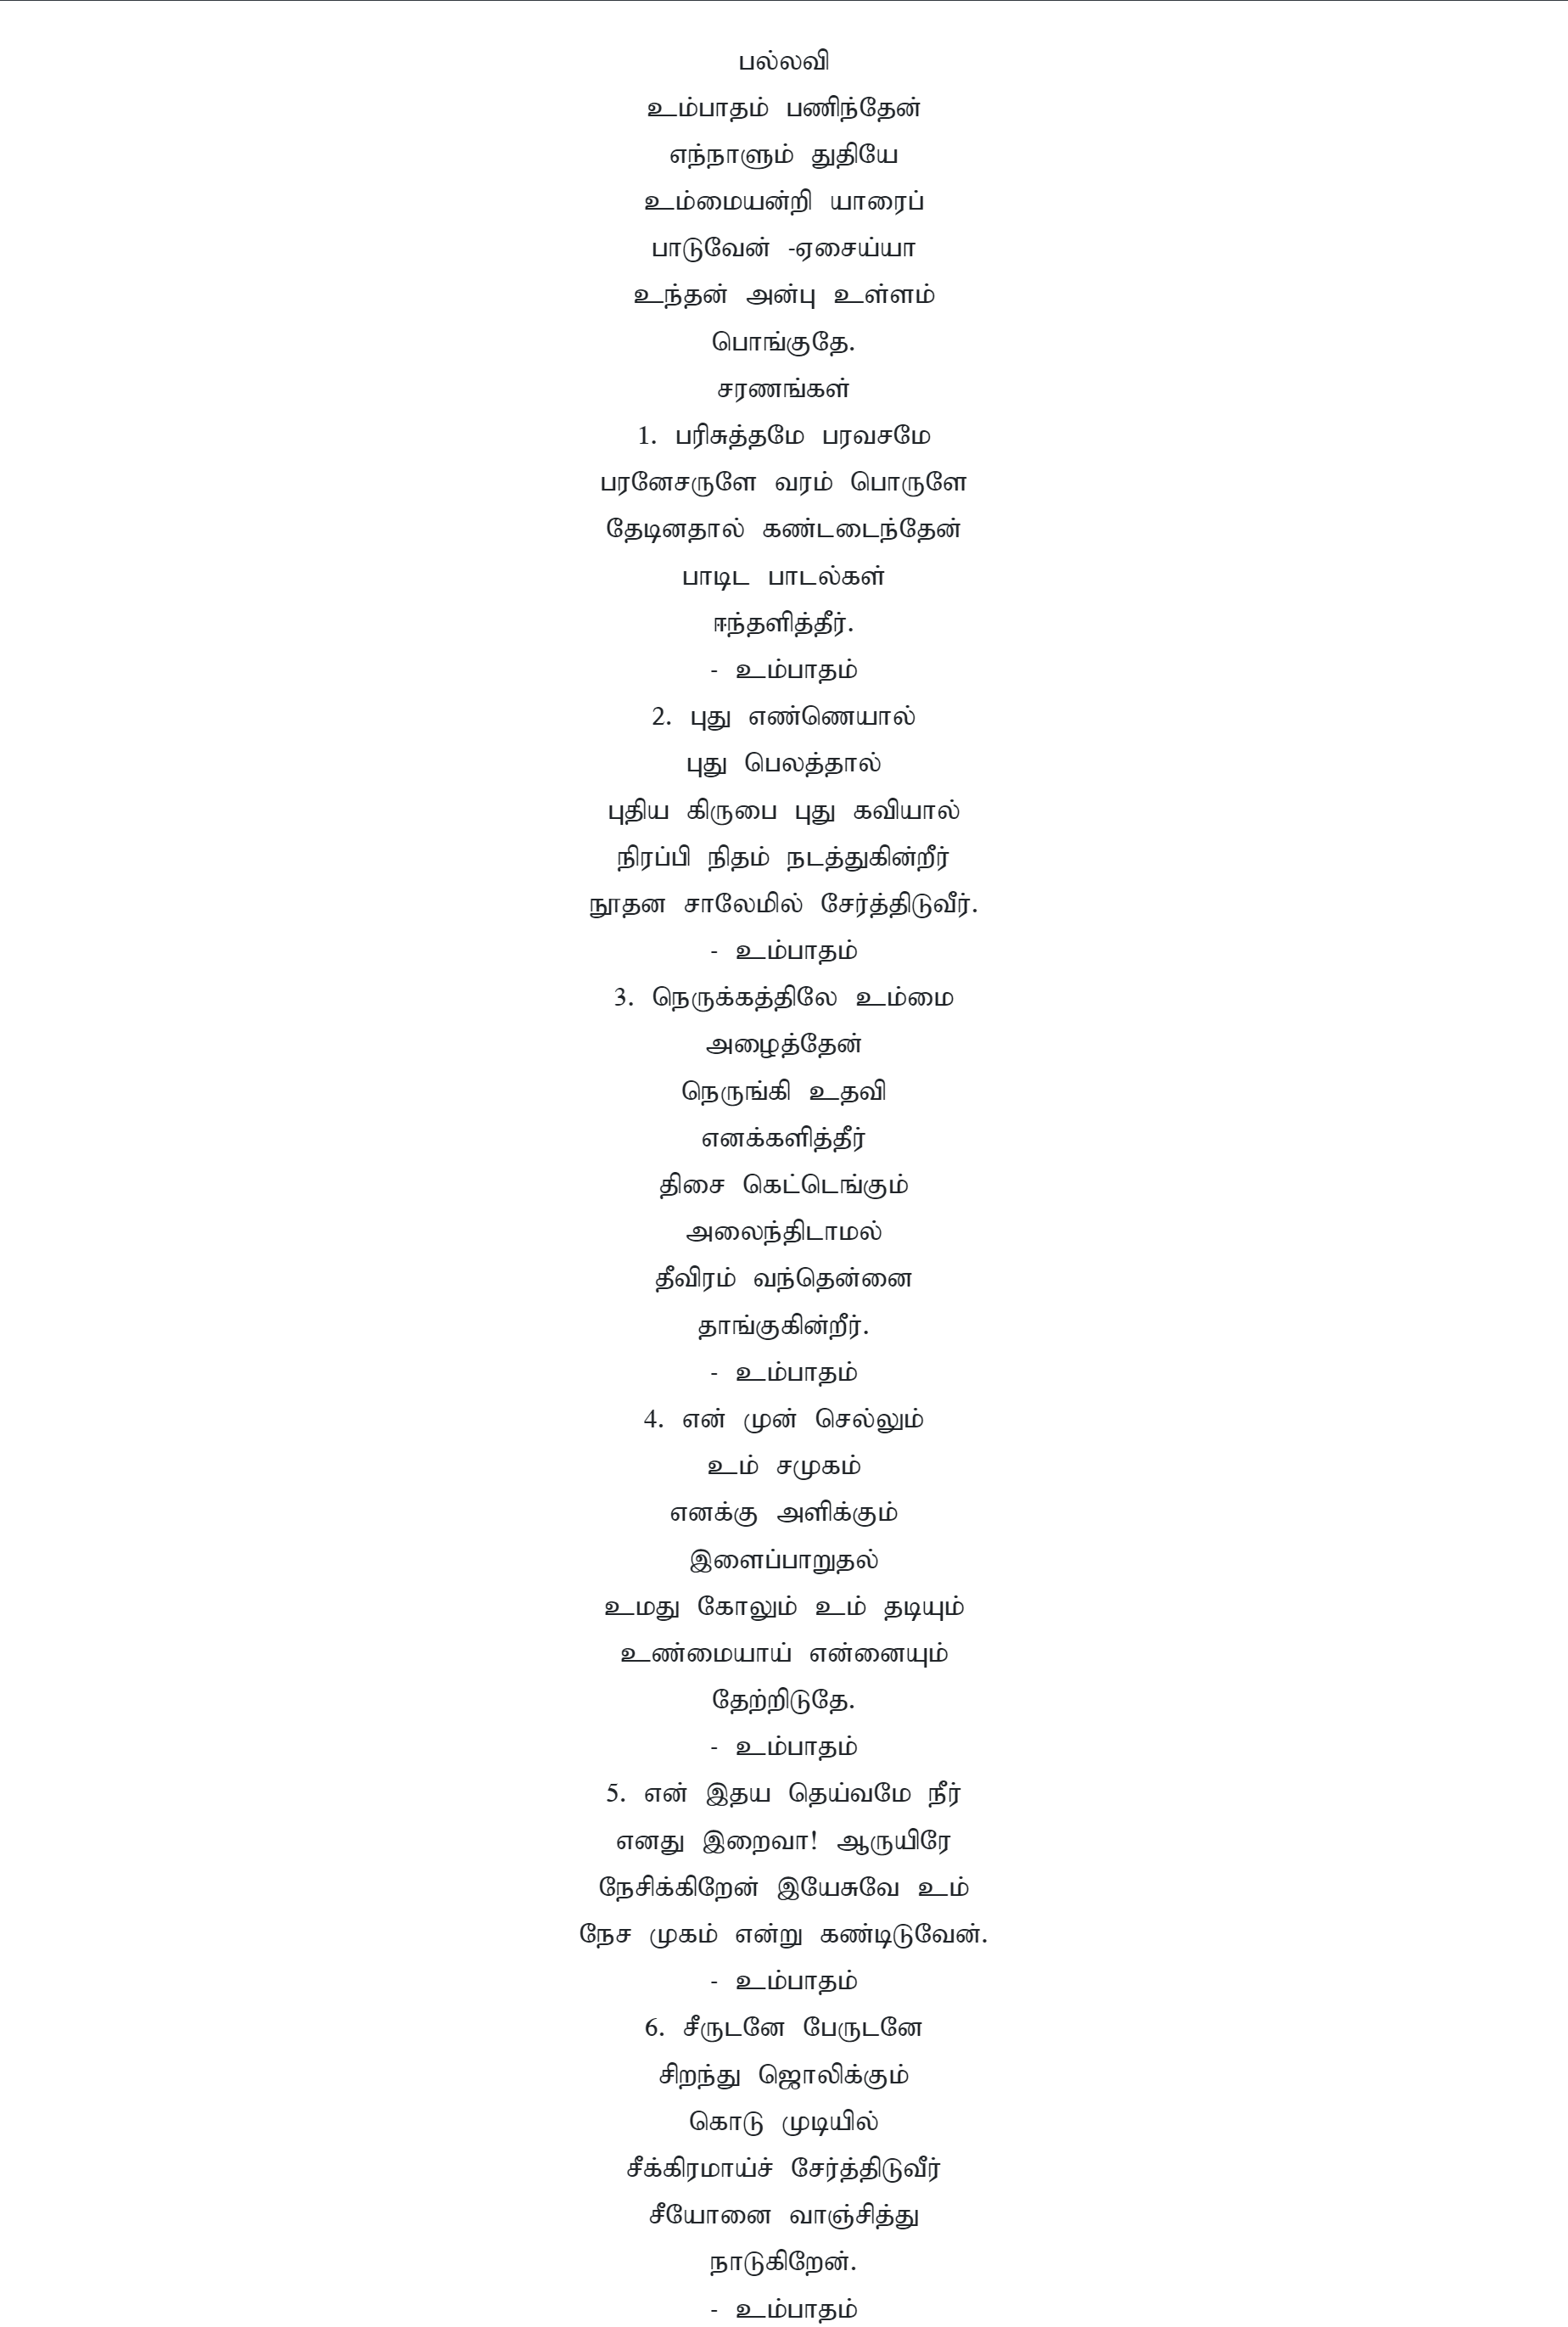 பல்லவி
உம்பாதம் பணிந்தேன்
எந்நாளும் துதியே
உம்மையன்றி யாரைப்
பாடுவேன் -ஏசைய்யா
உந்தன் அன்பு உள்ளம்
பொங்குதே.
சரணங்கள்
1. பரிசுத்தமே பரவசமே
பரனேசருளே வரம் பொருளே
தேடினதால் கண்டடைந்தேன்
பாடிட பாடல்கள்
ஈந்தளித்தீர்.
- உம்பாதம்
2. புது எண்ணெயால்
புது பெலத்தால்
புதிய கிருபை புது கவியால்
நிரப்பி நிதம் நடத்துகின்றீர்
நூதன சாலேமில் சேர்த்திடுவீர்.
- உம்பாதம்
3. நெருக்கத்திலே உம்மை
அழைத்தேன்
நெருங்கி உதவி
எனக்களித்தீர்
திசை கெட்டெங்கும்
அலைந்திடாமல்
தீவிரம் வந்தென்னை
தாங்குகின்றீர்.
- உம்பாதம்
4. என் முன் செல்லும்
உம் சமுகம்
எனக்கு அளிக்கும்
இளைப்பாறுதல்
உமது கோலும் உம் தடியும்
உண்மையாய் என்னையும்
தேற்றிடுதே.
- உம்பாதம்
5. என் இதய தெய்வமே நீர்
எனது இறைவா! ஆருயிரே
நேசிக்கிறேன் இயேசுவே உம்
நேச முகம் என்று கண்டிடுவேன்.
- உம்பாதம்
6. சீருடனே பேருடனே
சிறந்து ஜொலிக்கும்
கொடு முடியில்
சீக்கிரமாய்ச் சேர்த்திடுவீர்
சீயோனை வாஞ்சித்து
நாடுகிறேன்.
- உம்பாதம்